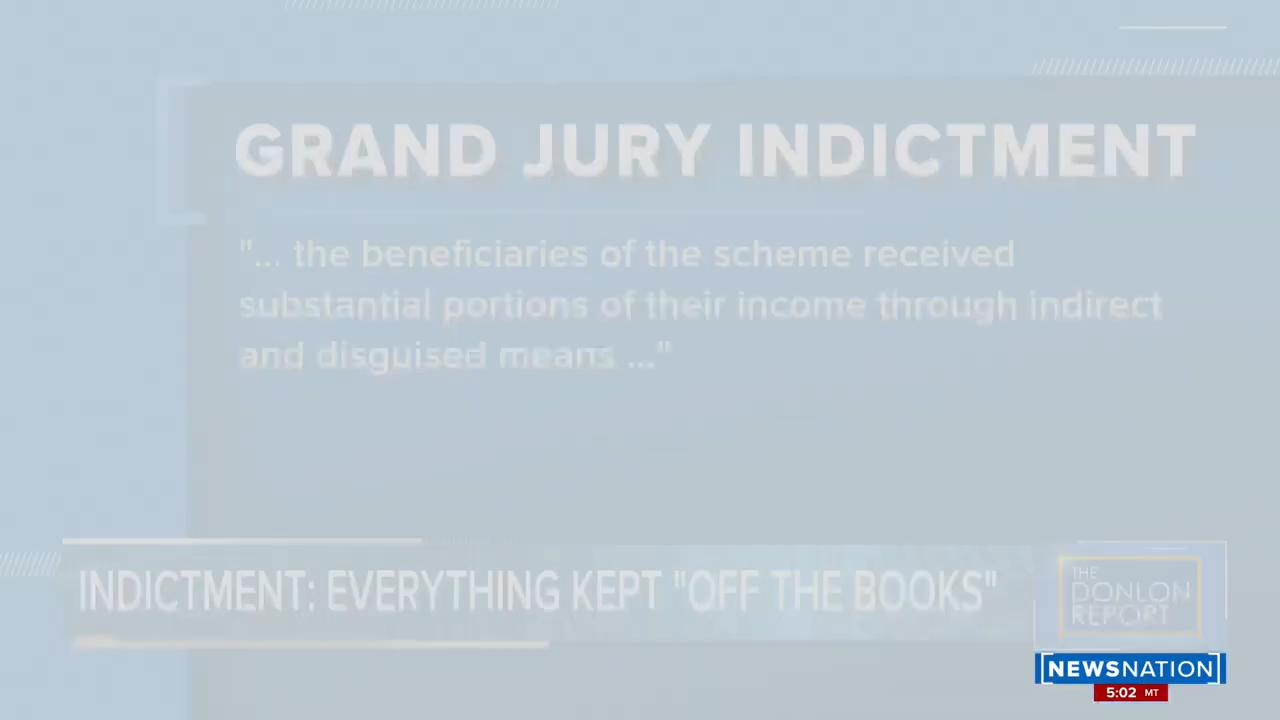 GRAND JURY INDICTMENT
"... the beneficiaries of the scheme received
substantial portions of their income through indirect
and disguised means ..."
INDICTMENT: EVERYTHING KEPT "OFF THE BOOKS"
THE
DONLON
REPORT
NEWSNATION
5:02 MT